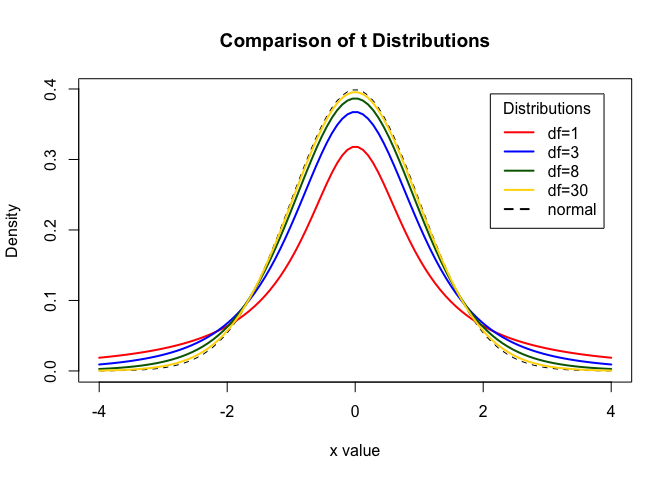 Comparison of t Distributions
Density
0.4
0.3
0.2
0.1
0.0
Distributions
df=1
df=3
df=8
df=30
normal
-4 -2 0 2 4
x value